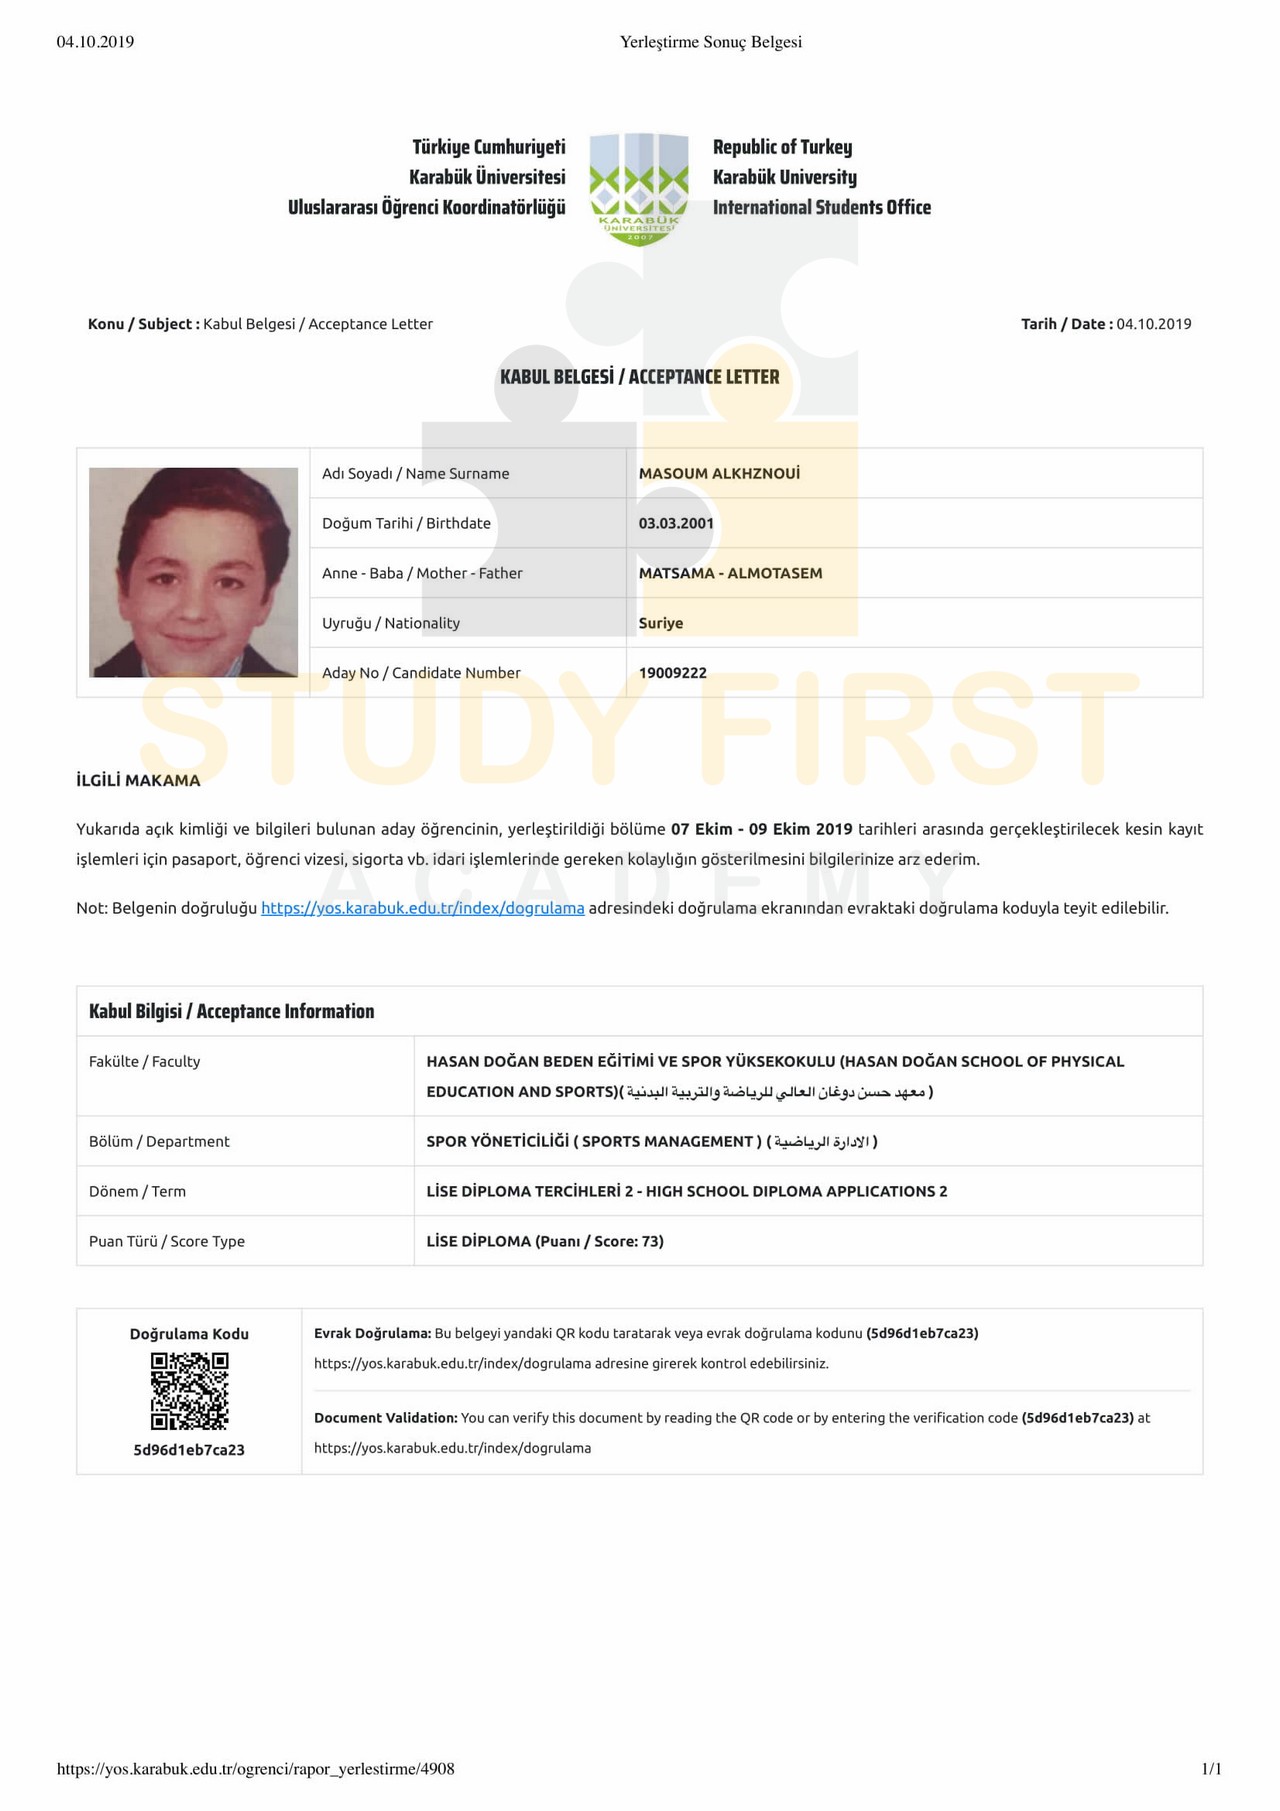 04.10.2019
Yerleştirme Sonuç Belgesi
Türkiye Cumhuriyeti
Karabük Üniversitesi
Uluslararası Öğrenci Koordinatörlüğü
KARABÜK
ÜNİVERSİTESİ
2007
Republic of Turkey
Karabük University
International Students Office
Konu / Subject : Kabul Belgesi / Acceptance Letter
Tarih / Date : 04.10.2019
KABUL BELGESİ / ACCEPTANCE LETTER
Adı Soyadı / Name Surname
MASOUM ALKHZNOUİ
Doğum Tarihi / Birthdate
03.03.2001
Anne - Baba / Mother - Father
MATSAMA - ALMOTASEM
Uyruğu / Nationality
Suriye
Aday No / Candidate Number
19009222
STUDY FIRST
ACADEMY
İLGİLİ MAKAMA
Yukarıda açık kimliği ve bilgileri bulunan aday öğrencinin, yerleştirildiği bölüme 07 Ekim - 09 Ekim 2019 tarihleri arasında gerçekleştirilecek kesin kayıt
işlemleri için pasaport, öğrenci vizesi, sigorta vb. idari işlemlerinde gereken kolaylığın gösterilmesini bilgilerinize arz ederim.
Not: Belgenin doğruluğu https://yos.karabuk.edu.tr/index/dogrulama adresindeki doğrulama ekranından evraktaki doğrulama koduyla teyit edilebilir.
Kabul Bilgisi / Acceptance Information
Fakülte / Faculty
HASAN DOĞAN BEDEN EĞİTİMİ VE SPOR YÜKSEKOKULU (HASAN DOĞAN SCHOOL OF PHYSICAL
EDUCATION AND SPORTS)( معهد حسن دوغان العالي للرياضة والتربية البدنية )
Bölüm / Department
SPOR YÖNETİCİLİĞİ ( SPORTS MANAGEMENT ) ( الادارة الرياضية )
Dönem / Term
LİSE DİPLOMA TERCİHLERİ 2 - HIGH SCHOOL DIPLOMA APPLICATIONS 2
Puan Türü / Score Type
LİSE DİPLOMA (Puanı / Score: 73)
Doğrulama Kodu
5d96d1eb7ca23
Evrak Doğrulama: Bu belgeyi yandaki QR kodu taratarak veya evrak doğrulama kodunu (5d96d1eb7ca23)
https://yos.karabuk.edu.tr/index/dogrulama adresine girerek kontrol edebilirsiniz.
Document Validation: You can verify this document by reading the QR code or by entering the verification code (5d96d1eb7ca23) at
https://yos.karabuk.edu.tr/index/dogrulama
https://yos.karabuk.edu.tr/ogrenci/rapor_yerlestirme/4908
1/1